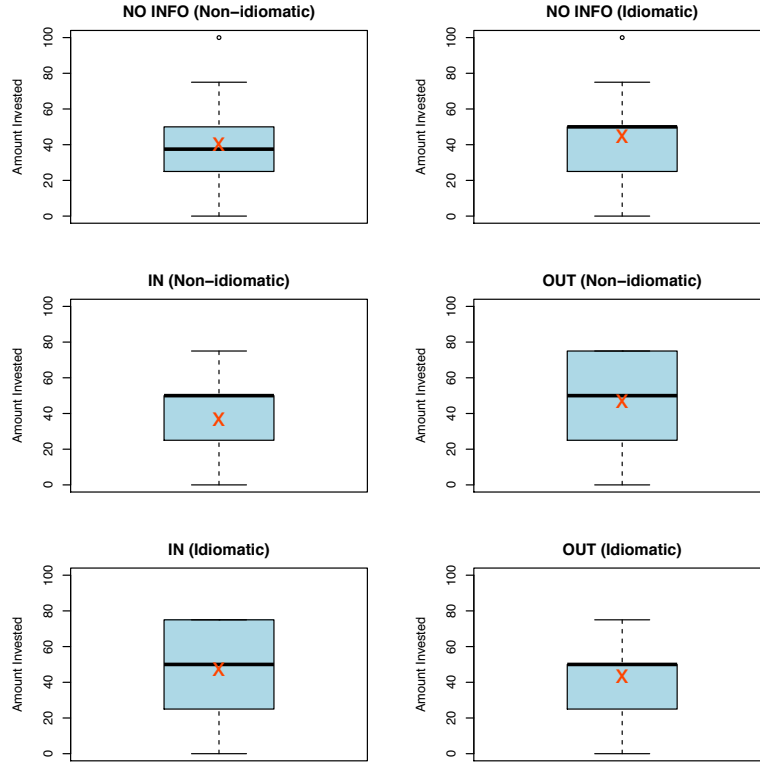 NO INFO (Non−idiomatic)
Amount Invested
0 20 40 60 80 100
X
NO INFO (Idiomatic)
Amount Invested
0 20 40 60 80 100
X
IN (Non−idiomatic)
Amount Invested
0 20 40 60 80 100
X
OUT (Non−idiomatic)
Amount Invested
0 20 40 60 80 100
X
IN (Idiomatic)
Amount Invested
0 20 40 60 80 100
X
OUT (Idiomatic)
Amount Invested
0 20 40 60 80 100
X